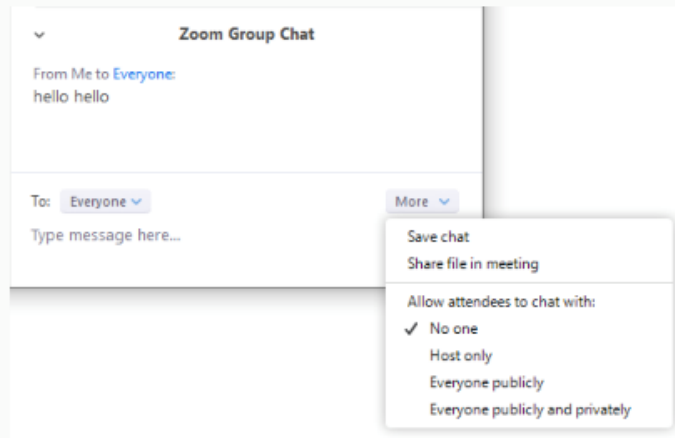 Zoom Group Chat
From Me to Everyone:
hello hello
To: Everyone
More
Type message here...
Save chat
Share file in meeting
Allow attendees to chat with:
✓ No one
Host only
Everyone publicly
Everyone publicly and privately